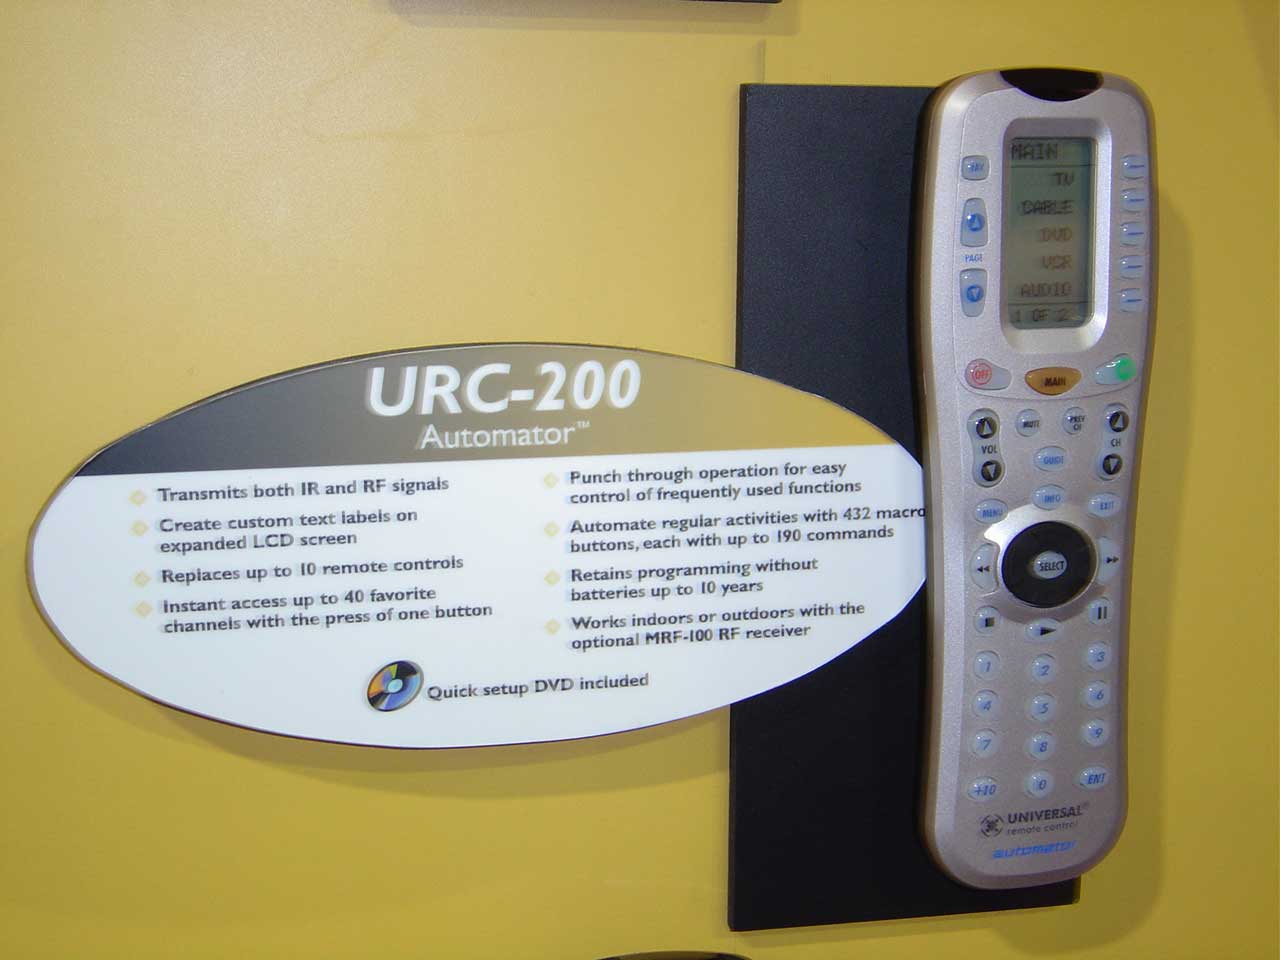 URC-200
Automator™
Transmits both IR and RF signals
Create custom text labels on
expanded LCD screen
Replaces up to 10 remote controls
Instant access up to 40 favorite
channels with the press of one button
Punch through operation for easy
control of frequently used functions
Automate regular activities with 432 macro
buttons, each with up to 190 commands
Retains programming without
batteries up to 10 years
Works indoors or outdoors with the
optional MRF-100 RF receiver
Quick setup DVD included
MAIN
TV
CABLE
DVD
VCR
AUDIO
1 OF 2
FAV
PAGE
OFF
MAIN
VOL
MUTE
PREV
CH
CH
GUIDE
MENU
INFO
EXIT
SELECT
1 2 3
4 5 6
7 8 9
+10 0 ENT
UNIVERSAL®
remote control
automator